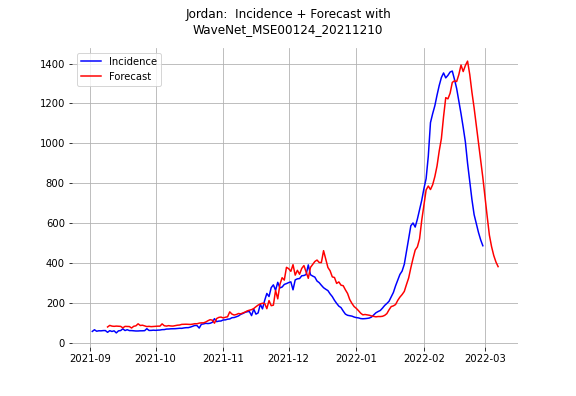 Jordan:  Incidence + Forecast with
WaveNet_MSE00124_20211210
Incidence
Forecast
1400
1200
1000
800
600
400
200
0
2021-09 2021-10 2021-11 2021-12 2022-01 2022-02 2022-03